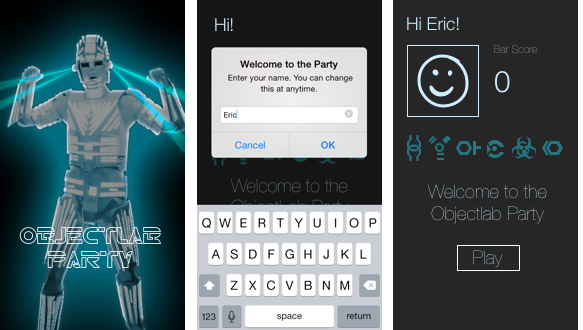 OBJECTLAB
PARTY
Hi!
Welcome to the Party
Enter your name. You can change
this at anytime.
Eric
Cancel
OK
Welcome to the
Objectlab Party
Q W E R T Y U I O P
A S D F G H J K L
Z X C V B N M
123
space
return
Hi Eric!
Bar Score
0
Welcome to the
Objectlab Party
Play